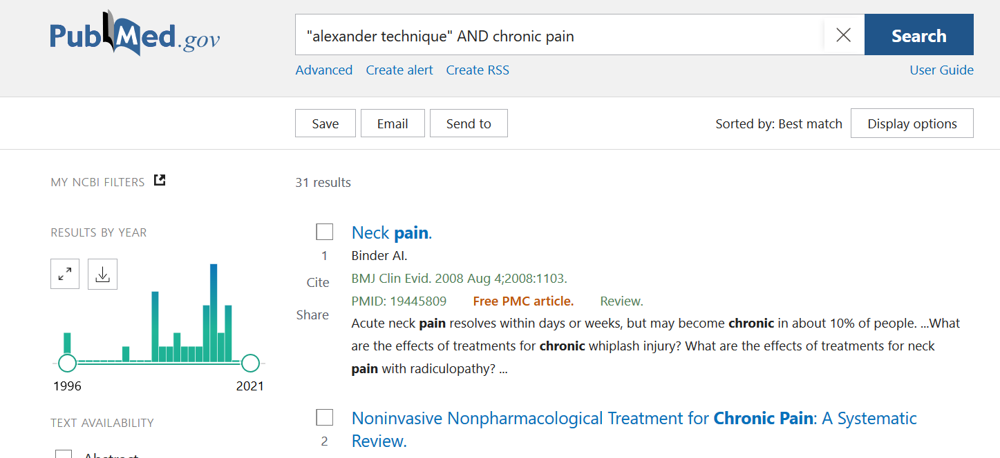 PubMed.gov
"alexander technique" AND chronic pain
Search
Advanced Create alert Create RSS
User Guide
Save Email Send to
Sorted by: Best match Display options
MY NCBI FILTERS
31 results
RESULTS BY YEAR
1996 2021
TEXT AVAILABILITY
Abstract
Neck pain.
1
Binder AI.
Cite
BMJ Clin Evid. 2008 Aug 4;2008:1103.
PMID: 19445809 Free PMC article. Review.
Share
Acute neck pain resolves within days or weeks, but may become chronic in about 10% of people. ...What
are the effects of treatments for chronic whiplash injury? What are the effects of treatments for neck
pain with radiculopathy? ...
Noninvasive Nonpharmacological Treatment for Chronic Pain: A Systematic
2
Review.